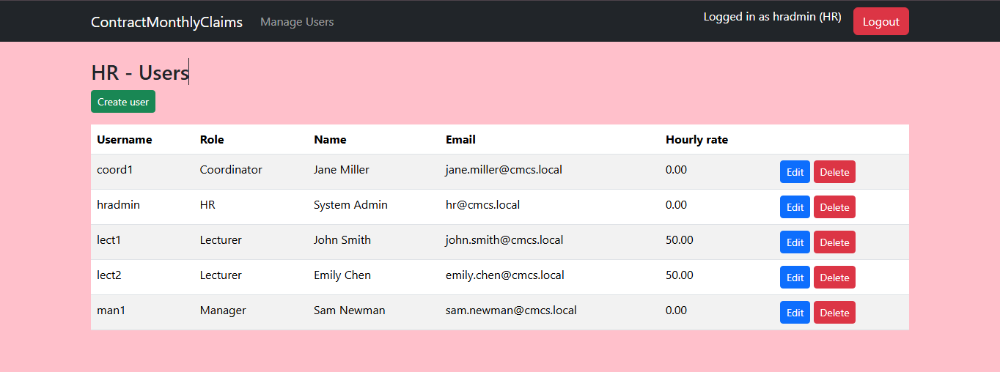 ContractMonthlyClaims Manage Users Logged in as hradmin (HR) Logout
HR - Users
Create user
Username Role Name Email Hourly rate
coord1 Coordinator Jane Miller jane.miller@cmcs.local 0.00 Edit Delete
hradmin HR System Admin hr@cmcs.local 0.00 Edit Delete
lect1 Lecturer John Smith john.smith@cmcs.local 50.00 Edit Delete
lect2 Lecturer Emily Chen emily.chen@cmcs.local 50.00 Edit Delete
man1 Manager Sam Newman sam.newman@cmcs.local 0.00 Edit Delete